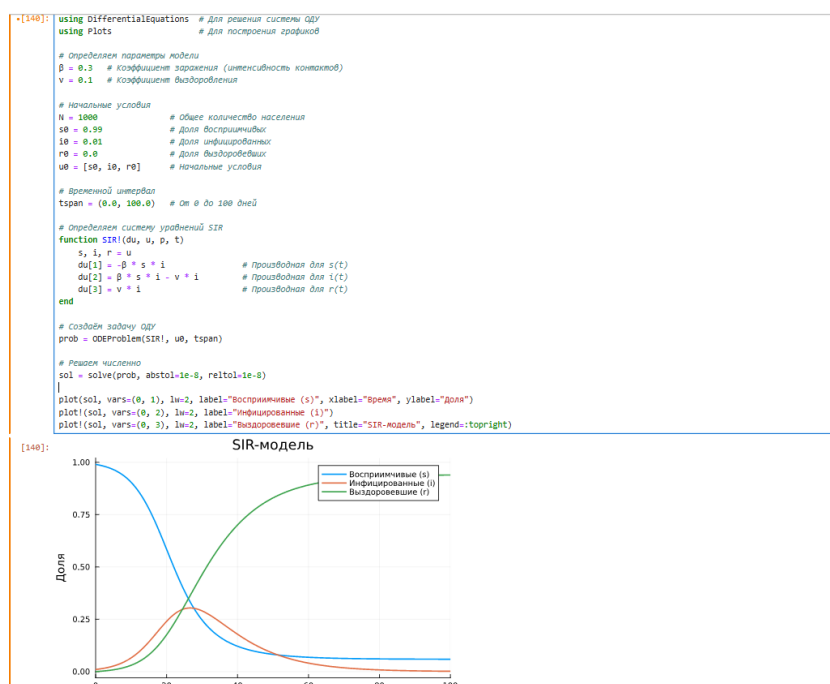 [140]: using DifferentialEquations # Для решения системы ОДУ
using Plots # Для построения графиков
# Определяем параметры модели
β = 0.3 # Коэффициент заражения (интенсивность контактов)
ν = 0.1 # Коэффициент выздоровления
# Начальные условия
N = 1000 # Общее количество населения
s0 = 0.99 # Доля восприимчивых
i0 = 0.01 # Доля инфицированных
r0 = 0.0 # Доля выздоровевших
u0 = [s0, i0, r0] # Начальные условия
# Временной интервал
tspan = (0.0, 100.0) # От 0 до 100 дней
# Определяем систему уравнений SIR
function SIR!(du, u, p, t)
s, i, r = u
du[1] = -β * s * i # Производная для s(t)
du[2] = β * s * i - ν * i # Производная для i(t)
du[3] = ν * i # Производная для r(t)
end
# Создаём задачу ОДУ
prob = ODEProblem(SIR!, u0, tspan)
# Решаем численно
sol = solve(prob, abstol=1e-8, reltol=1e-8)
plot(sol, vars=(0, 1), lw=2, label="Восприимчивые (s)", xlabel="Время", ylabel="Доля")
plot!(sol, vars=(0, 2), lw=2, label="Инфицированные (i)")
plot!(sol, vars=(0, 3), lw=2, label="Выздоровевшие (r)", title="SIR-модель", legend=:topright)
[140]:
SIR-модель
1.00
0.75
0.50
0.25
0.00
Доля
Восприимчивые (s)
Инфицированные (i)
Выздоровевшие (r)
0 20 40 60 80 100